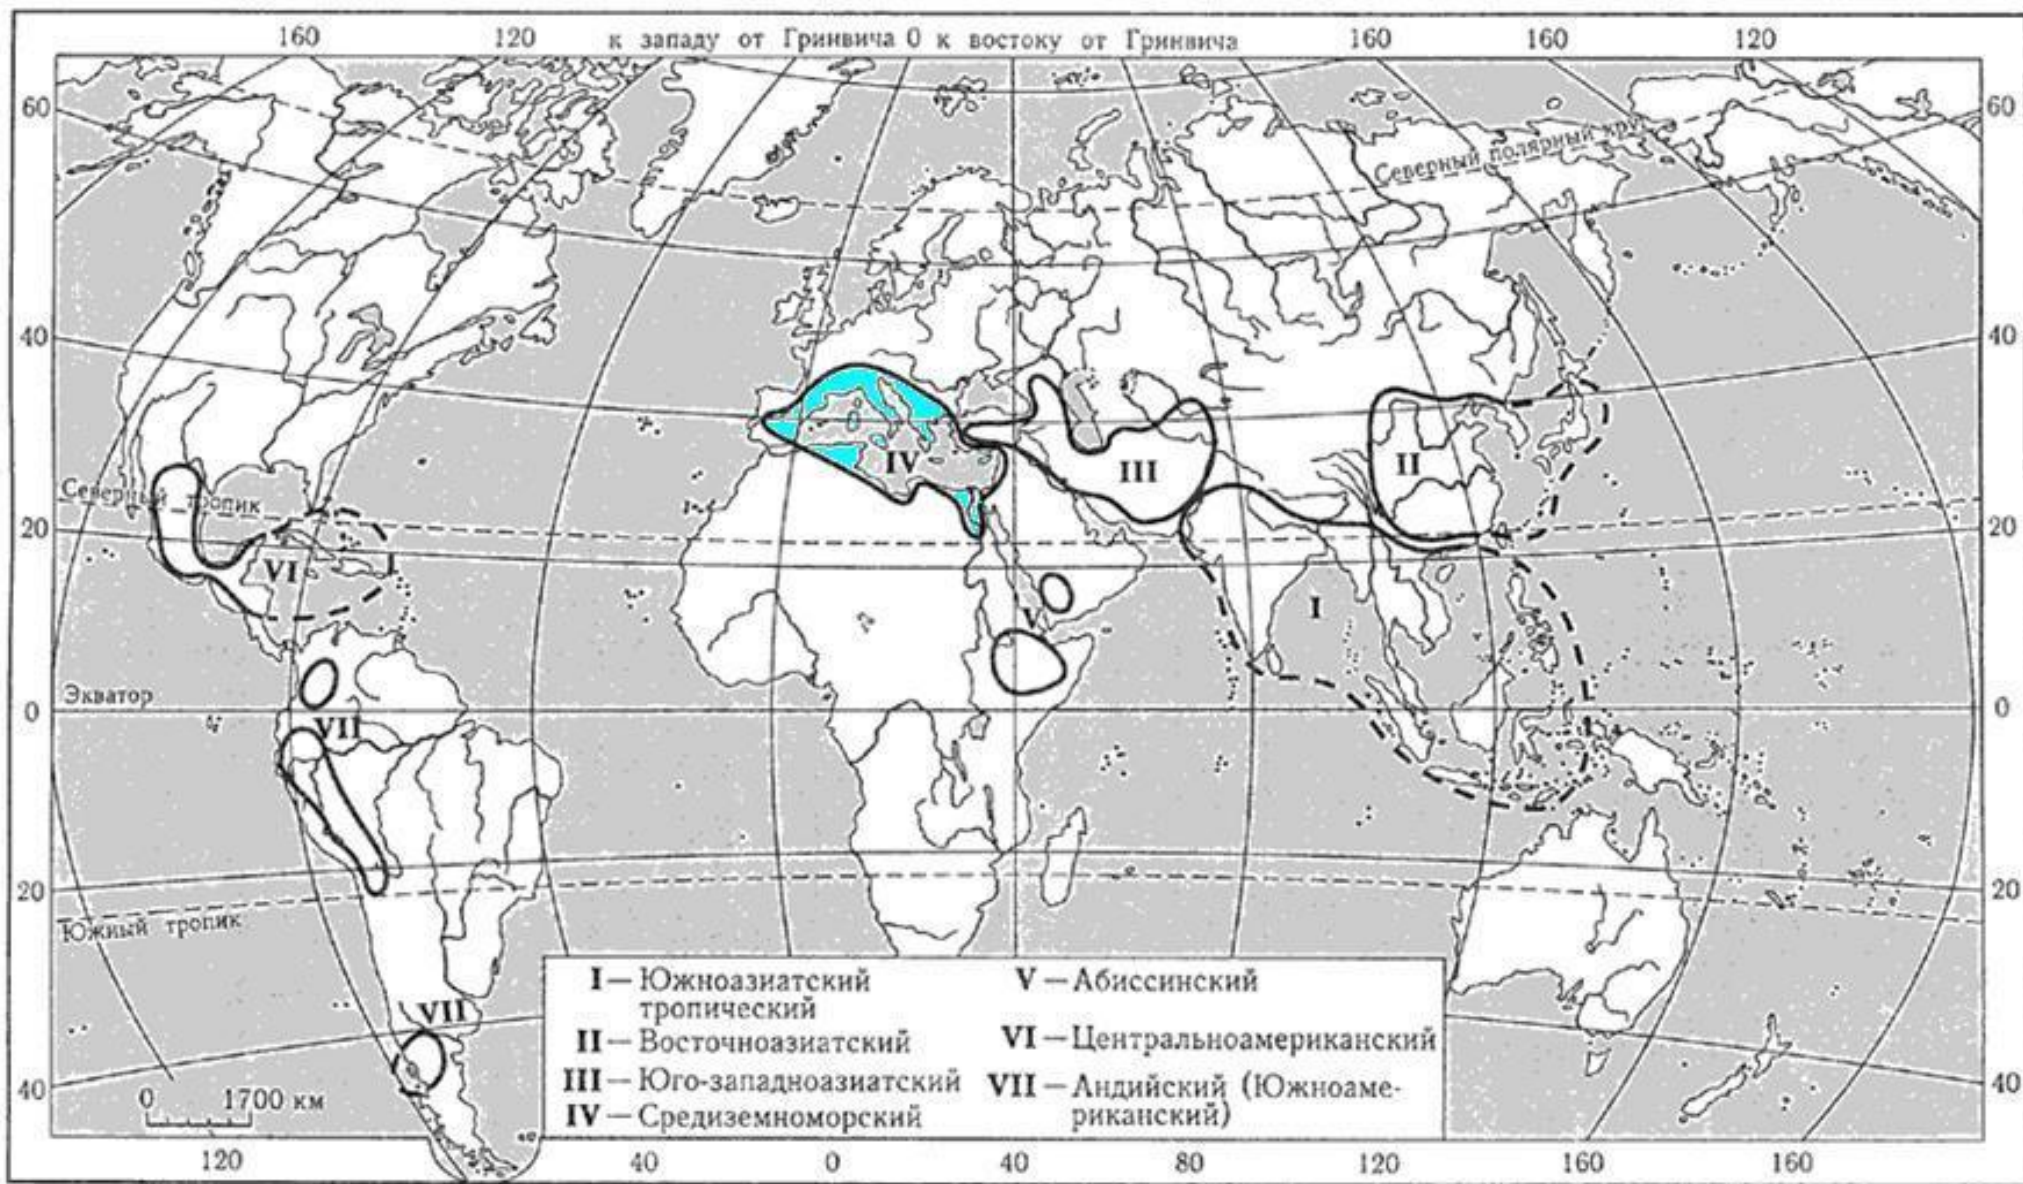 160 120 к западу от Гринвича 0 к востоку от Гринвича 160 160 120
60 60
Северный полярный круг
40 40
IV III II
Северный тропик
20 20
VI I
V
Экватор
0 0
VII
20 20
Южный тропик
VII
I — Южноазиатский
тропический
II — Восточноазиатский
III — Юго-западноазиатский
IV — Средиземноморский
V — Абиссинский
VI — Центральноамериканский
VII — Андийский (Южноаме-
риканский)
40 40
0 1700 км
120 40 0 40 80 120 160 160